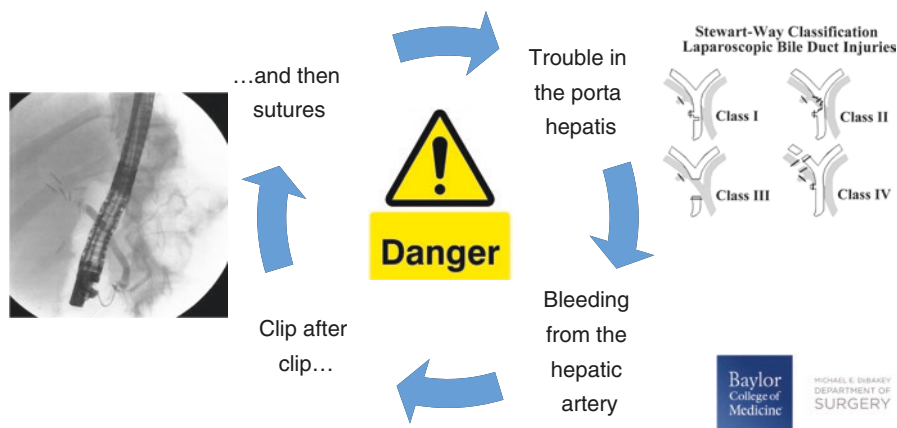 …and then
sutures
Trouble in
the porta
hepatis
Stewart-Way Classification
Laparoscopic Bile Duct Injuries
Class I
Class II
Class III
Class IV
Danger
Clip after
clip…
Bleeding
from the
hepatic
artery
Baylor
College of
Medicine
MICHAEL E. DEBAKEY
DEPARTMENT OF
SURGERY